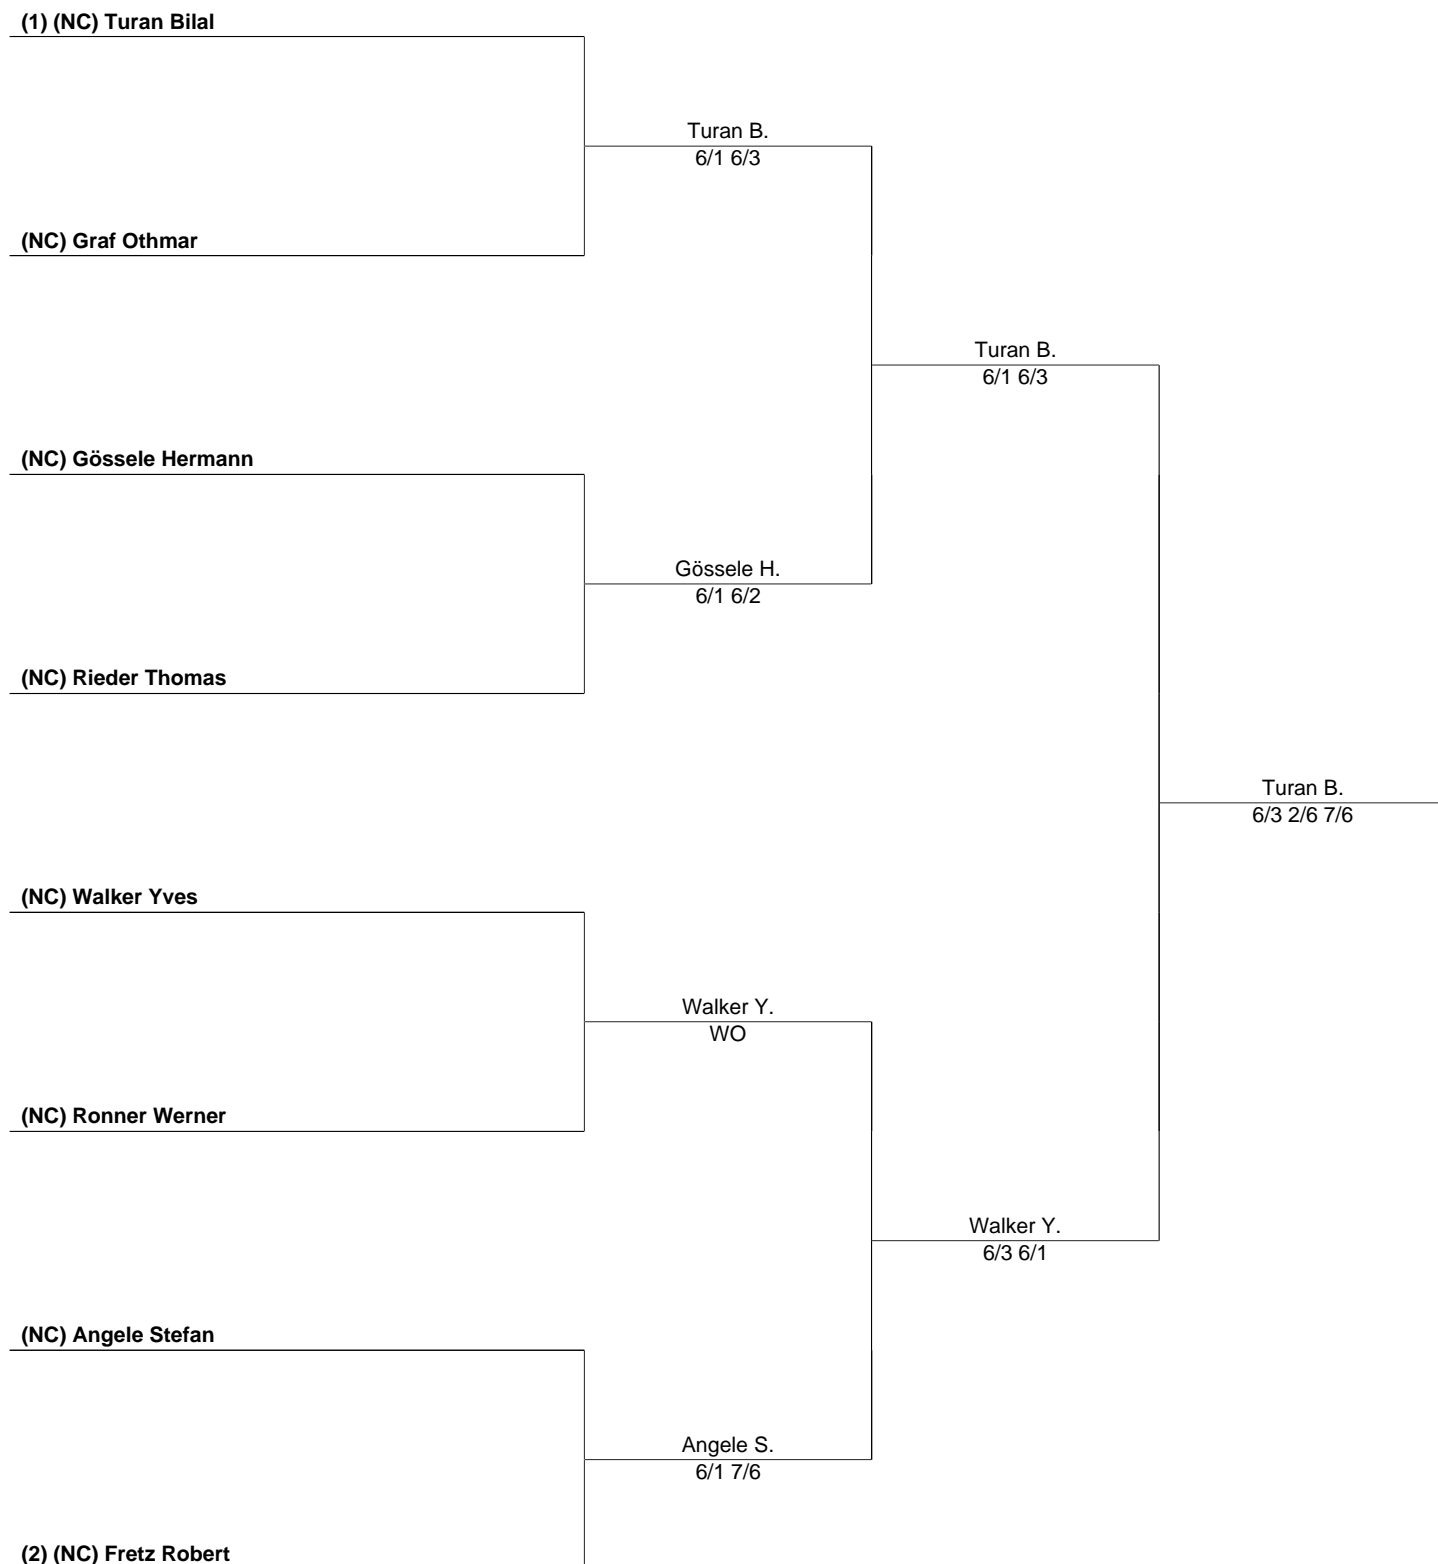 (1) (NC) Turan Bilal
Turan B.
6/1 6/3
(NC) Graf Othmar
Turan B.
6/1 6/3
(NC) Gössele Hermann
Gössele H.
6/1 6/2
(NC) Rieder Thomas
Turan B.
6/3 2/6 7/6
(NC) Walker Yves
Walker Y.
WO
(NC) Ronner Werner
Walker Y.
6/3 6/1
(NC) Angele Stefan
Angele S.
6/1 7/6
(2) (NC) Fretz Robert